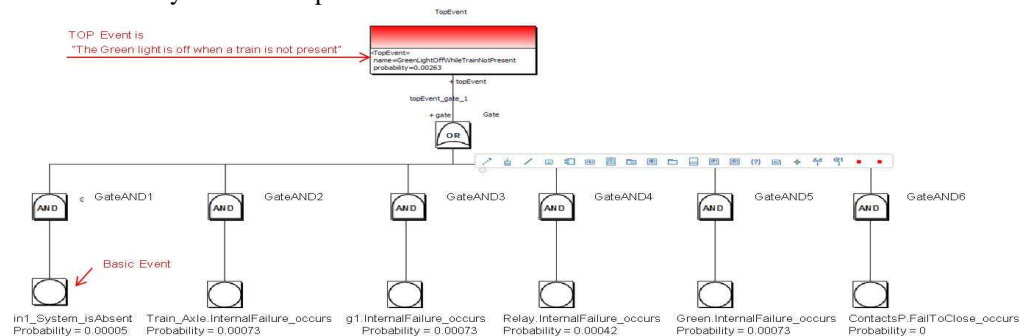 TopEvent
TOP Event is
"The Green light is off when a train is not present"
«TopEvent»
name=GreenLightOffWhileTrainNotPresent
probability=0.00263
+ topEvent
topEvent_gate_1
+ gate Gate
OR
AND GateAND1 AND GateAND2 AND GateAND3 AND GateAND4 AND GateAND5 AND GateAND6
Basic Event
in1_System_isAbsent Train_Axle.InternalFailure_occurs g1.InternalFailure_occurs Relay.InternalFailure_occurs Green.InternalFailure_occurs ContactsP.FailToClose_occurs
Probability = 0.00005 Probability = 0.00073 Probability = 0.00073 Probability = 0.00042 Probability = 0.00073 Probability = 0